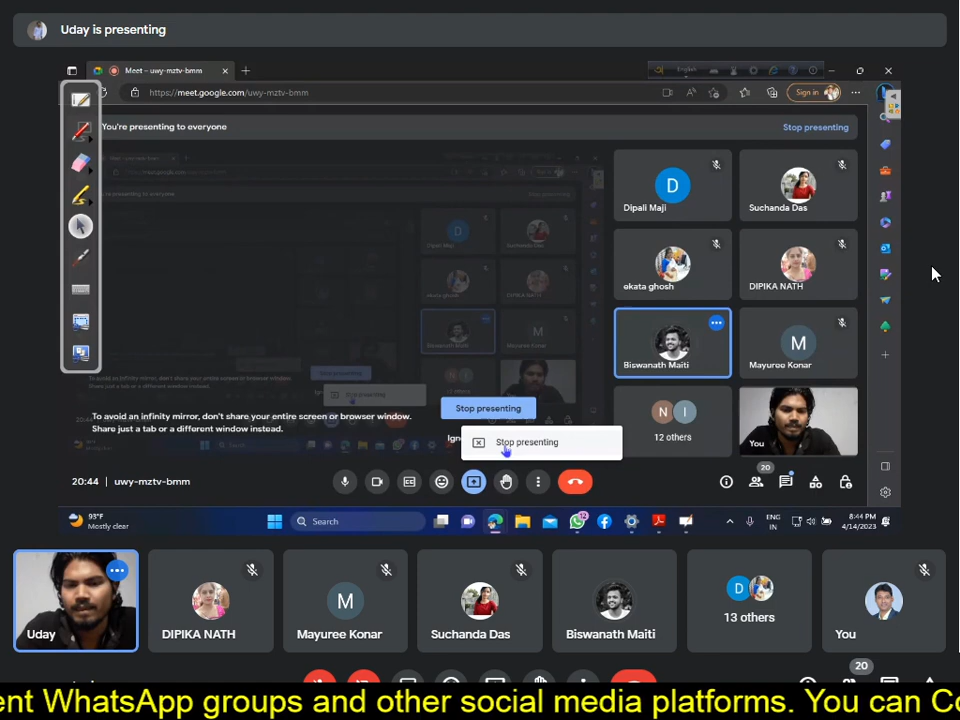 Uday is presenting
Meet – uwy-mztv-bmm
English
https://meet.google.com/uwy-mztv-bmm
Sign in
You're presenting to everyone
Stop presenting
D
Dipali Maji
Suchanda Das
ekata ghosh
DIPIKA NATH
Biswanath Maiti
M
Mayuree Konar
N
I
12 others
You
To avoid an infinity mirror, don't share your entire screen or browser window.
Share just a tab or a different window instead.
Stop presenting
Stop presenting
20:44
uwy-mztv-bmm
20
93°F
Mostly clear
Search
ENG
IN
8:44 PM
4/14/2023
Uday
DIPIKA NATH
M
Mayuree Konar
Suchanda Das
Biswanath Maiti
D
13 others
You
20
ent WhatsApp groups and other social media platforms. You can Co